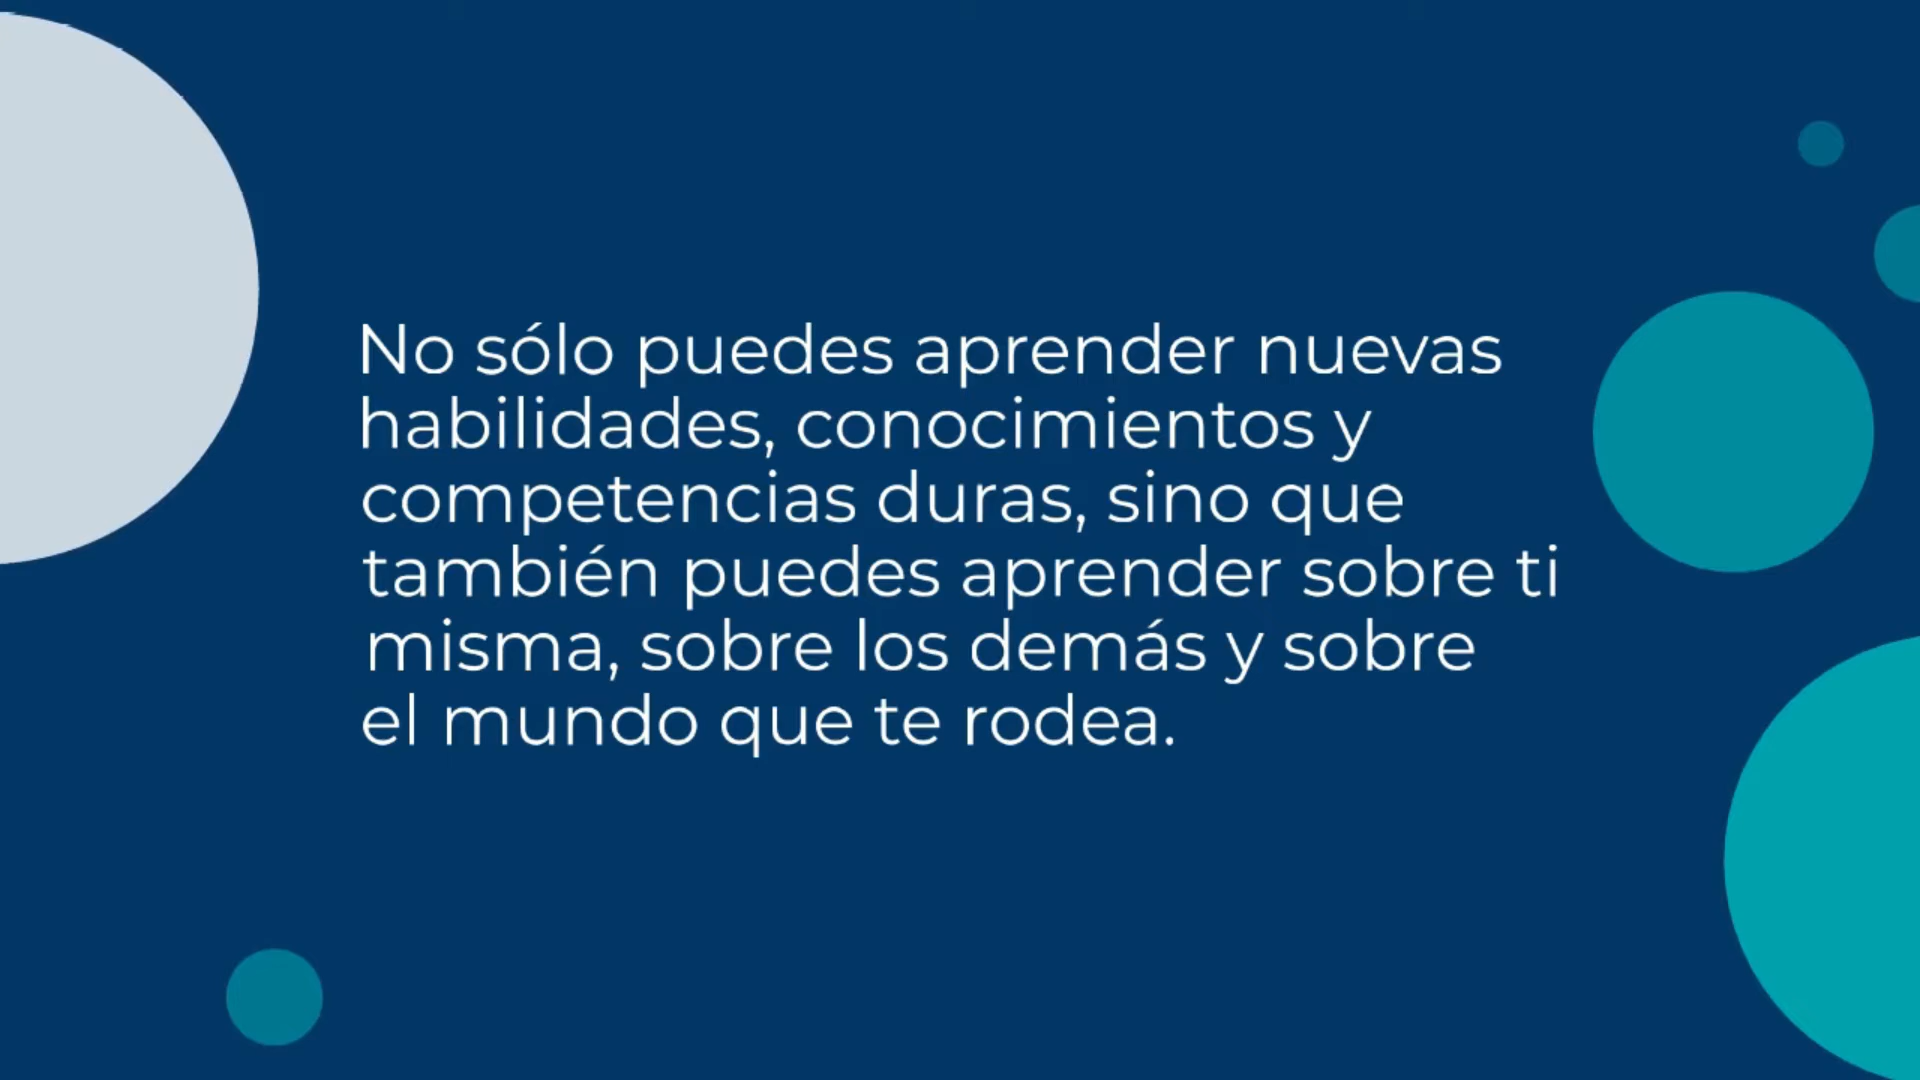 No sólo puedes aprender nuevas
habilidades, conocimientos y
competencias duras, sino que
también puedes aprender sobre ti
misma, sobre los demás y sobre
el mundo que te rodea.